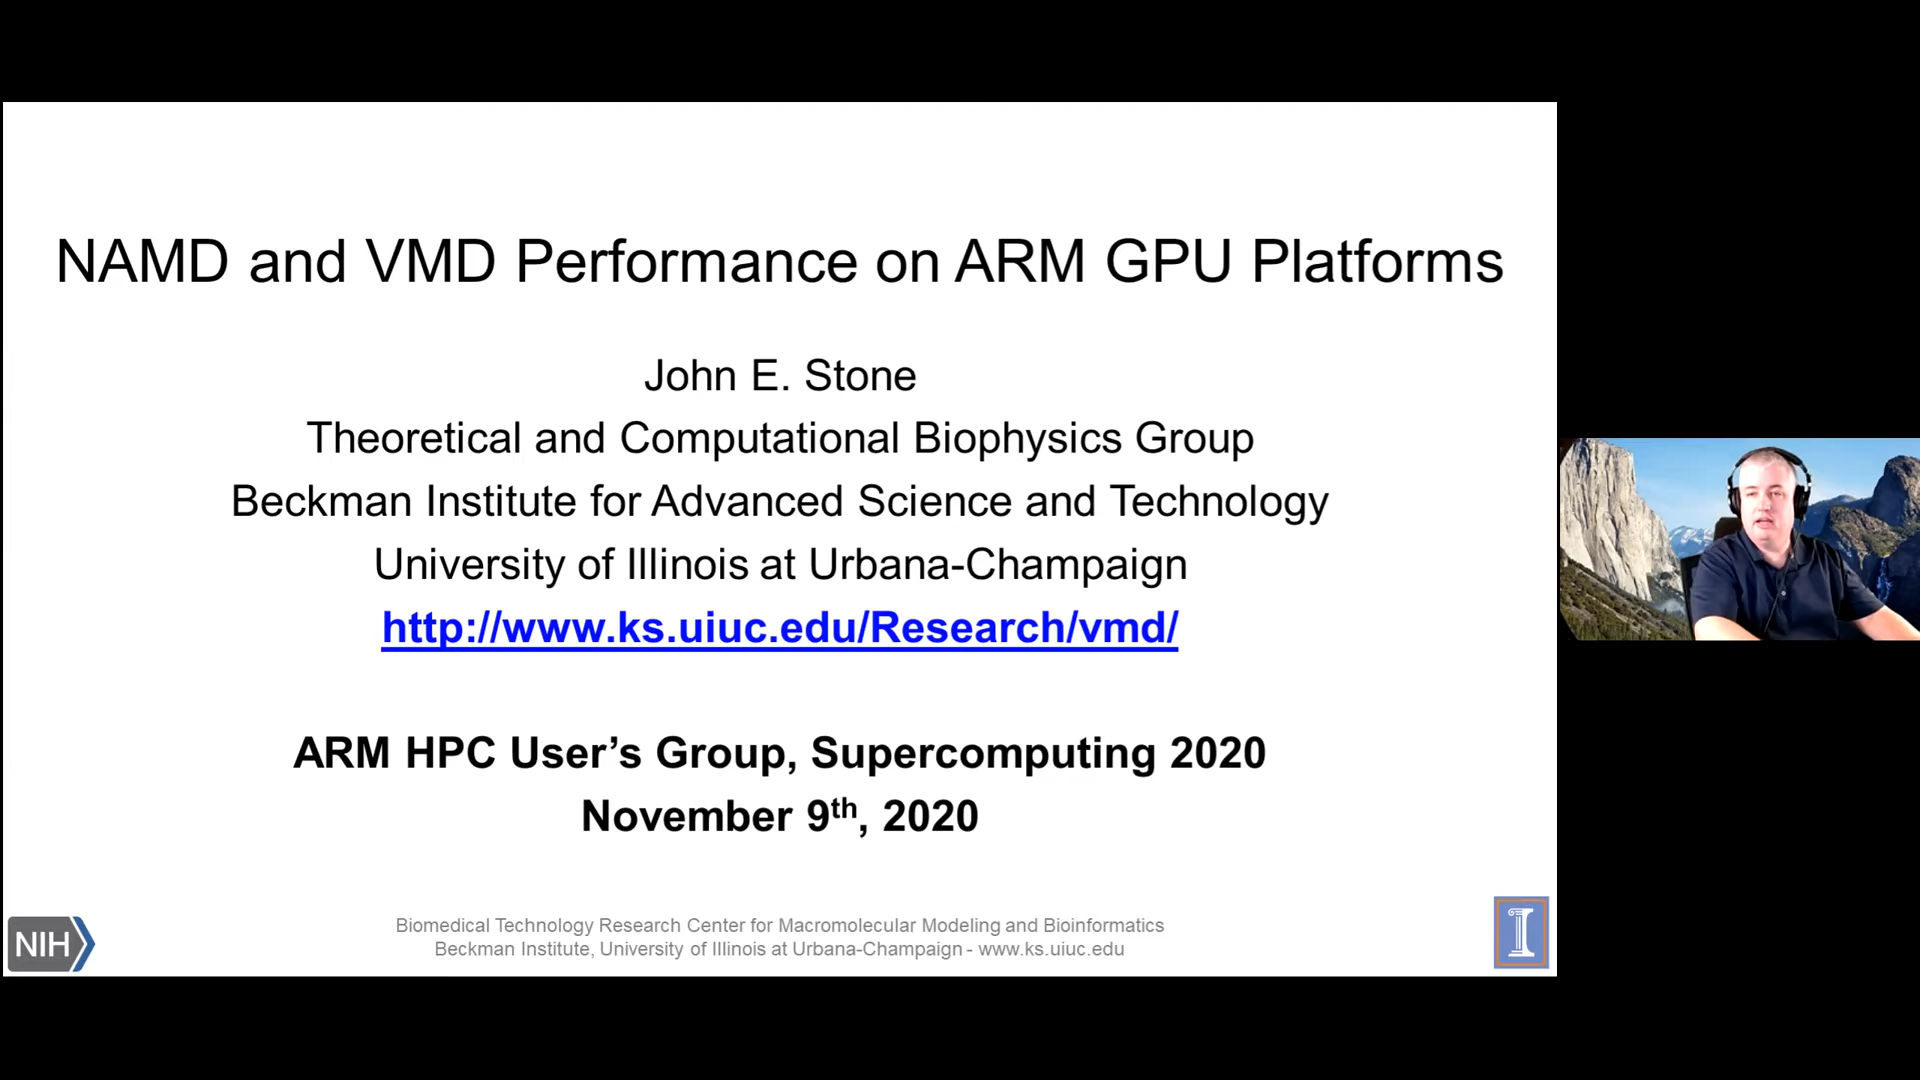 NAMD and VMD Performance on ARM GPU Platforms
John E. Stone
Theoretical and Computational Biophysics Group
Beckman Institute for Advanced Science and Technology
University of Illinois at Urbana-Champaign
http://www.ks.uiuc.edu/Research/vmd/
ARM HPC User’s Group, Supercomputing 2020
November 9th, 2020
NIH
Biomedical Technology Research Center for Macromolecular Modeling and Bioinformatics
Beckman Institute, University of Illinois at Urbana-Champaign - www.ks.uiuc.edu
I